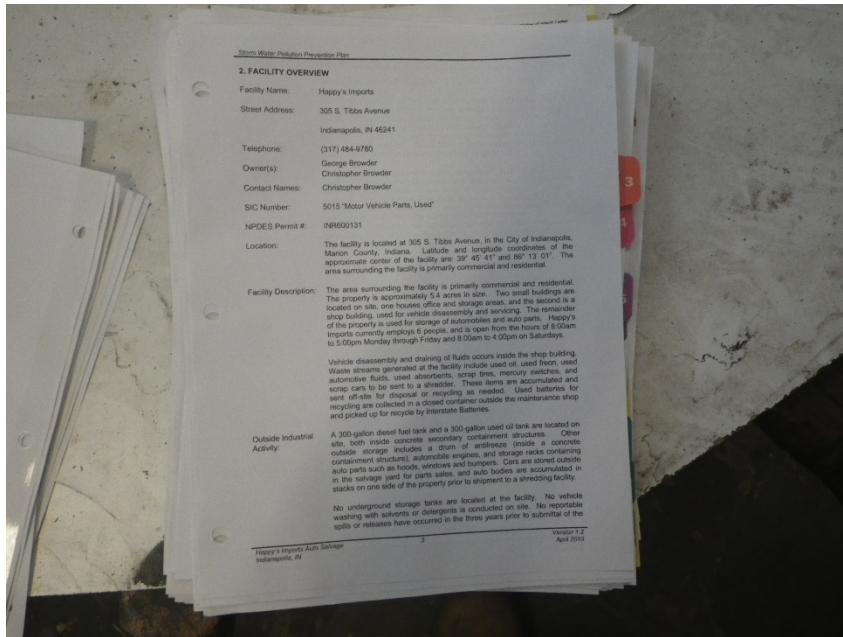 Storm Water Pollution Prevention Plan
2. FACILITY OVERVIEW
Facility Name: Happy's Imports
Street Address: 305 S. Tibbs Avenue
Indianapolis, IN 46241
Telephone: (317) 484-9780
Owner(s): George Browder
Christopher Browder
Contact Names: Christopher Browder
SIC Number: 5015 "Motor Vehicle Parts, Used"
NPDES Permit #: INR600131
Location: The facility is located at 305 S. Tibbs Avenue, in the City of Indianapolis,
Marion County, Indiana. Latitude and longitude coordinates of the
approximate center of the facility are: 39° 45' 41" and 86° 13' 01". The
area surrounding the facility is primarily commercial and residential.
Facility Description: The area surrounding the facility is primarily commercial and residential.
The property is approximately 5.4 acres in size. Two small buildings are
located on site, one houses office and storage areas, and the second is a
shop building, used for vehicle disassembly and servicing. The remainder
of the property is used for storage of automobiles and auto parts. Happy's
Imports currently employs 6 people, and is open from the hours of 8:00am
to 5:00pm Monday through Friday and 8:00am to 4:00pm on Saturdays.
Vehicle disassembly and draining of fluids occurs inside the shop building.
Waste streams generated at the facility include used oil, used freon, used
automotive fluids, used absorbents, scrap tires, mercury switches, and
scrap cars to be sent to a shredder. These items are accumulated and
sent off-site for disposal or recycling as needed. Used batteries for
recycling are collected in a closed container outside the maintenance shop
and picked up for recycle by Interstate Batteries.
Outside Industrial Activity: A 300-gallon diesel fuel tank and a 300-gallon used oil tank are located on
site, both inside concrete secondary containment structures. Other
outside storage includes a drum of antifreeze (inside a concrete
containment structure), automobile engines, and storage racks containing
auto parts such as hoods, windows and bumpers. Cars are stored outside
in the salvage yard for parts sales, and auto bodies are accumulated in
stacks on one side of the property prior to shipment to a shredding facility.
No underground storage tanks are located at the facility. No vehicle
washing with solvents or detergents is conducted on site. No reportable
spills or releases have occurred in the three years prior to submittal of the
Happy's Imports Auto Salvage
Indianapolis, IN
3
Version 1.2
April 2010
3
4
5